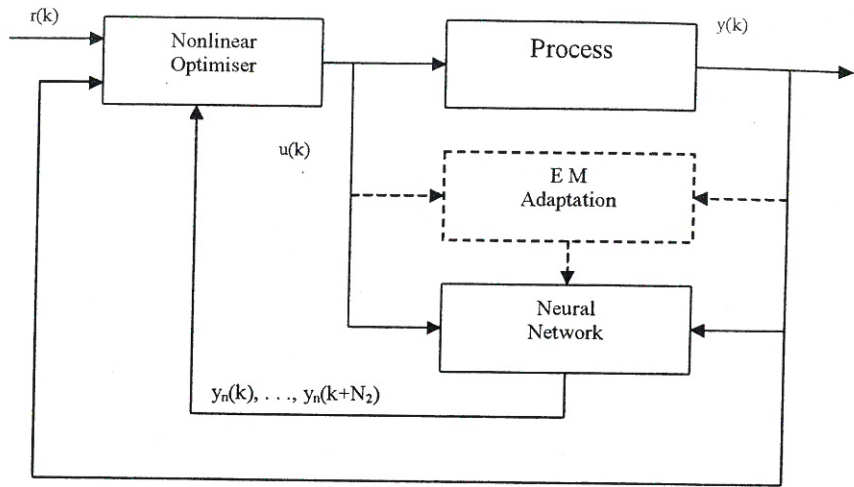 r(k)
Nonlinear
Optimiser
Process
y(k)
u(k)
E M
Adaptation
Neural
Network
yₙ(k), . . ., yₙ(k+N₂)